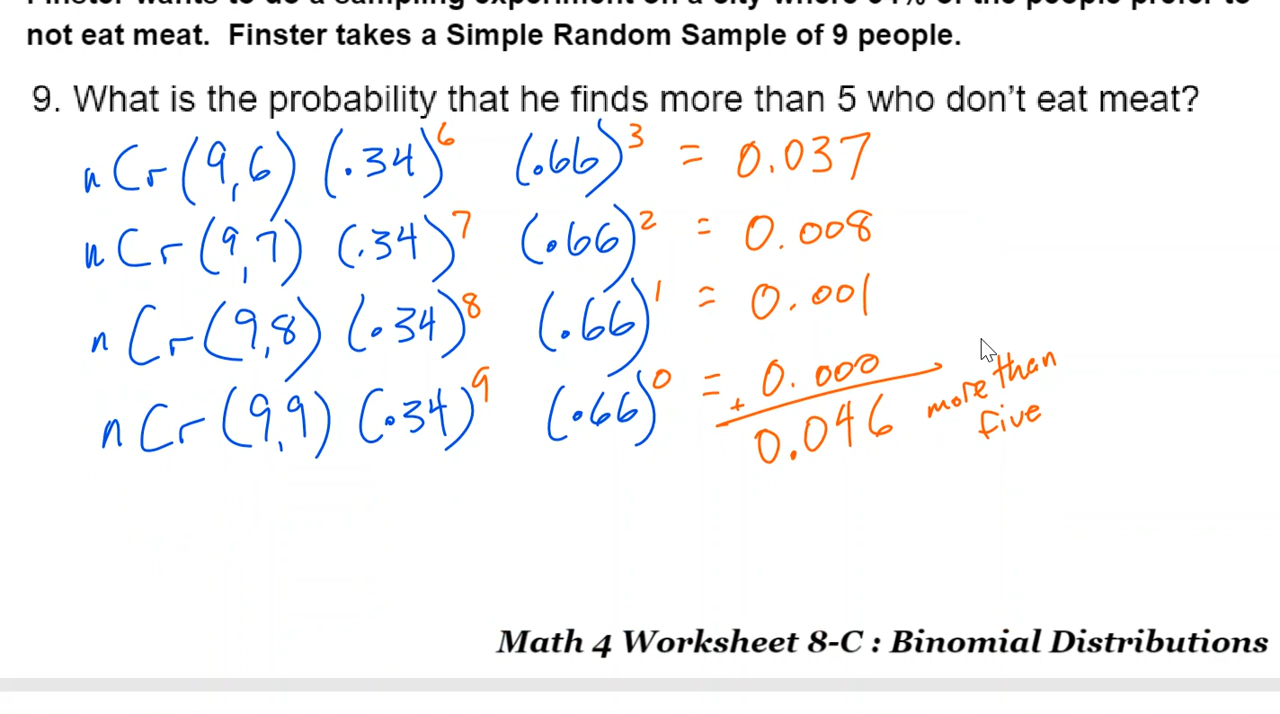 not eat meat. Finster takes a Simple Random Sample of 9 people.
9. What is the probability that he finds more than 5 who don't eat meat?
nCr(9,6) (.34)^6 (.66)^3 = 0.037
nCr(9,7) (.34)^7 (.66)^2 = 0.008
nCr(9,8) (.34)^8 (.66)^1 = 0.001
nCr(9,9) (.34)^9 (.66)^0 = + 0.000
0.046 more than
five
Math 4 Worksheet 8-C : Binomial Distributions